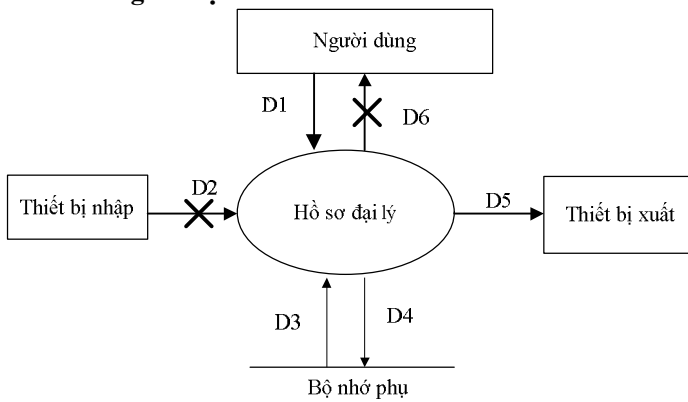 Người dùng
D1
D6
Thiết bị nhập
D2
Hồ sơ đại lý
D5
Thiết bị xuất
D3
D4
Bộ nhớ phụ